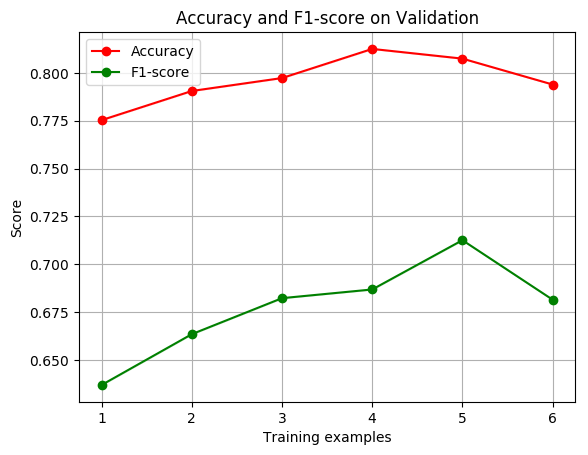 Accuracy and F1-score on Validation
Accuracy
F1-score
0.800
0.775
0.750
0.725
0.700
0.675
0.650
Score
1 2 3 4 5 6
Training examples